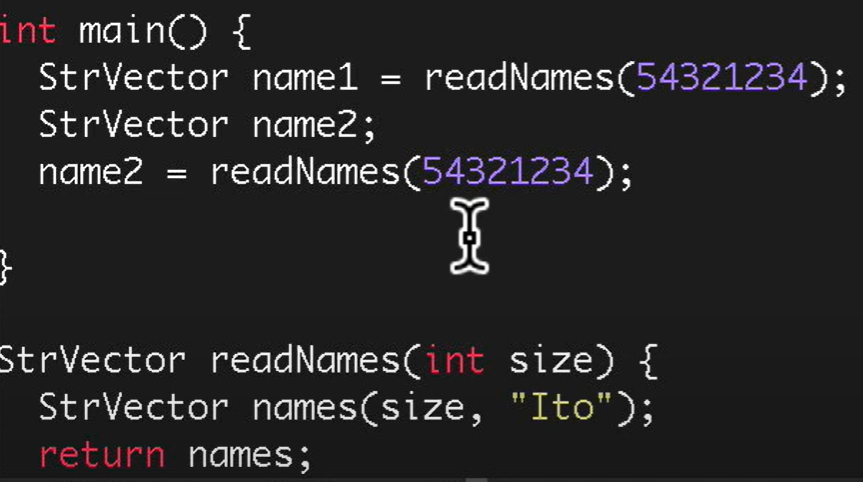 int main() {
  StrVector name1 = readNames(54321234);
  StrVector name2;
  name2 = readNames(54321234);
}
StrVector readNames(int size) {
  StrVector names(size, "Ito");
  return names;